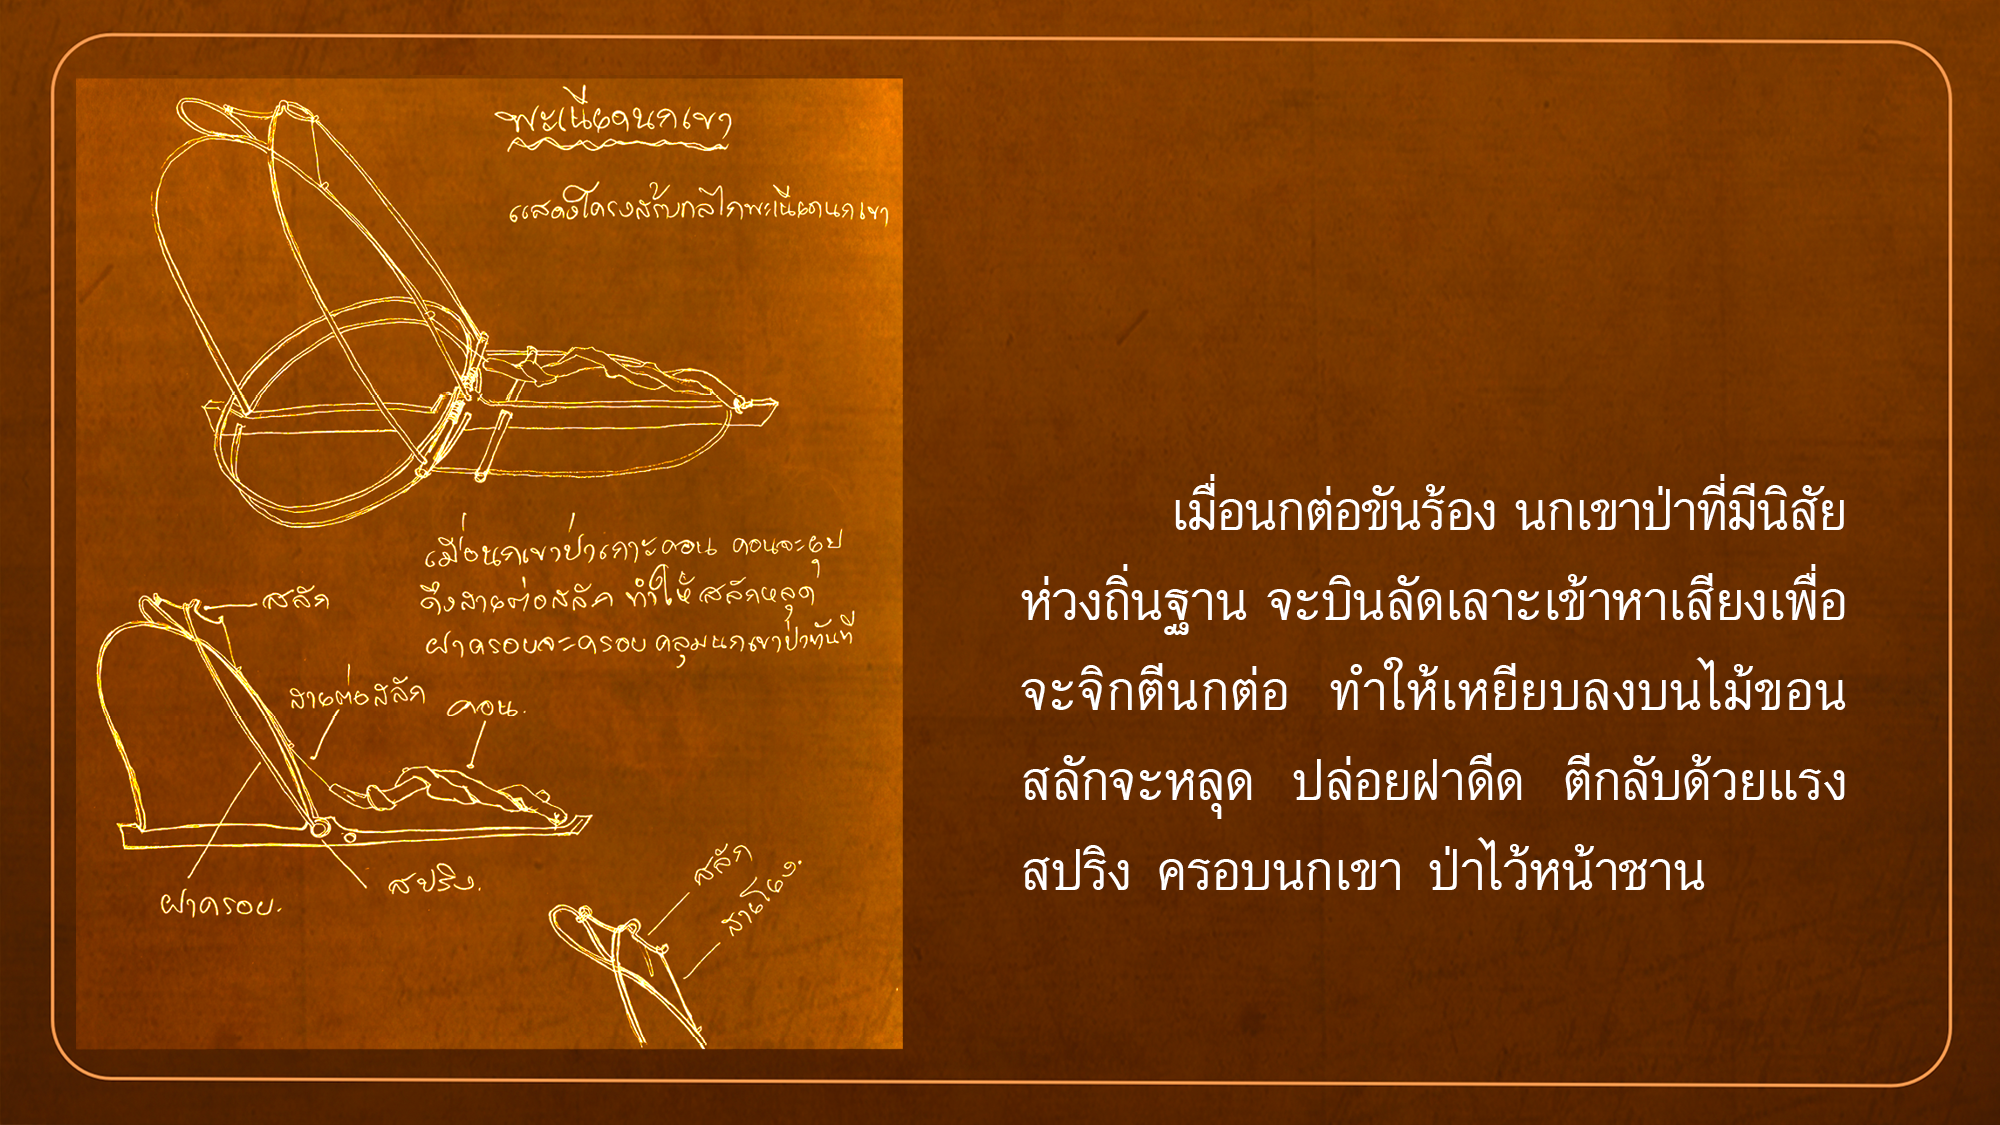 พะเนียดนกเขา
แสดงโครงสร้างกลไกพะเนียดนกเขา
เมื่อนกเขาป่าเกาะคอน คอนจะยุบ
ดึงสายต่อสลัก ทำให้สลักหลุด
ฝาครอบจะครอบคลุมนกเขาป่าทันที
สลัก
สายต่อสลัก
คอน.
ฝาครอบ.
สปริง.
สลัก
สายโยง.
เมื่อนกต่อขันร้อง นกเขาป่าที่มีนิสัย
ห่วงถิ่นฐาน จะบินลัดเลาะเข้าหาเสียงเพื่อ
จะจิกตีนกต่อ ทำให้เหยียบลงบนไม้ขอน
สลักจะหลุด ปล่อยฝาดีด ตีกลับด้วยแรง
สปริง ครอบนกเขา ป่าไว้หน้าชาน